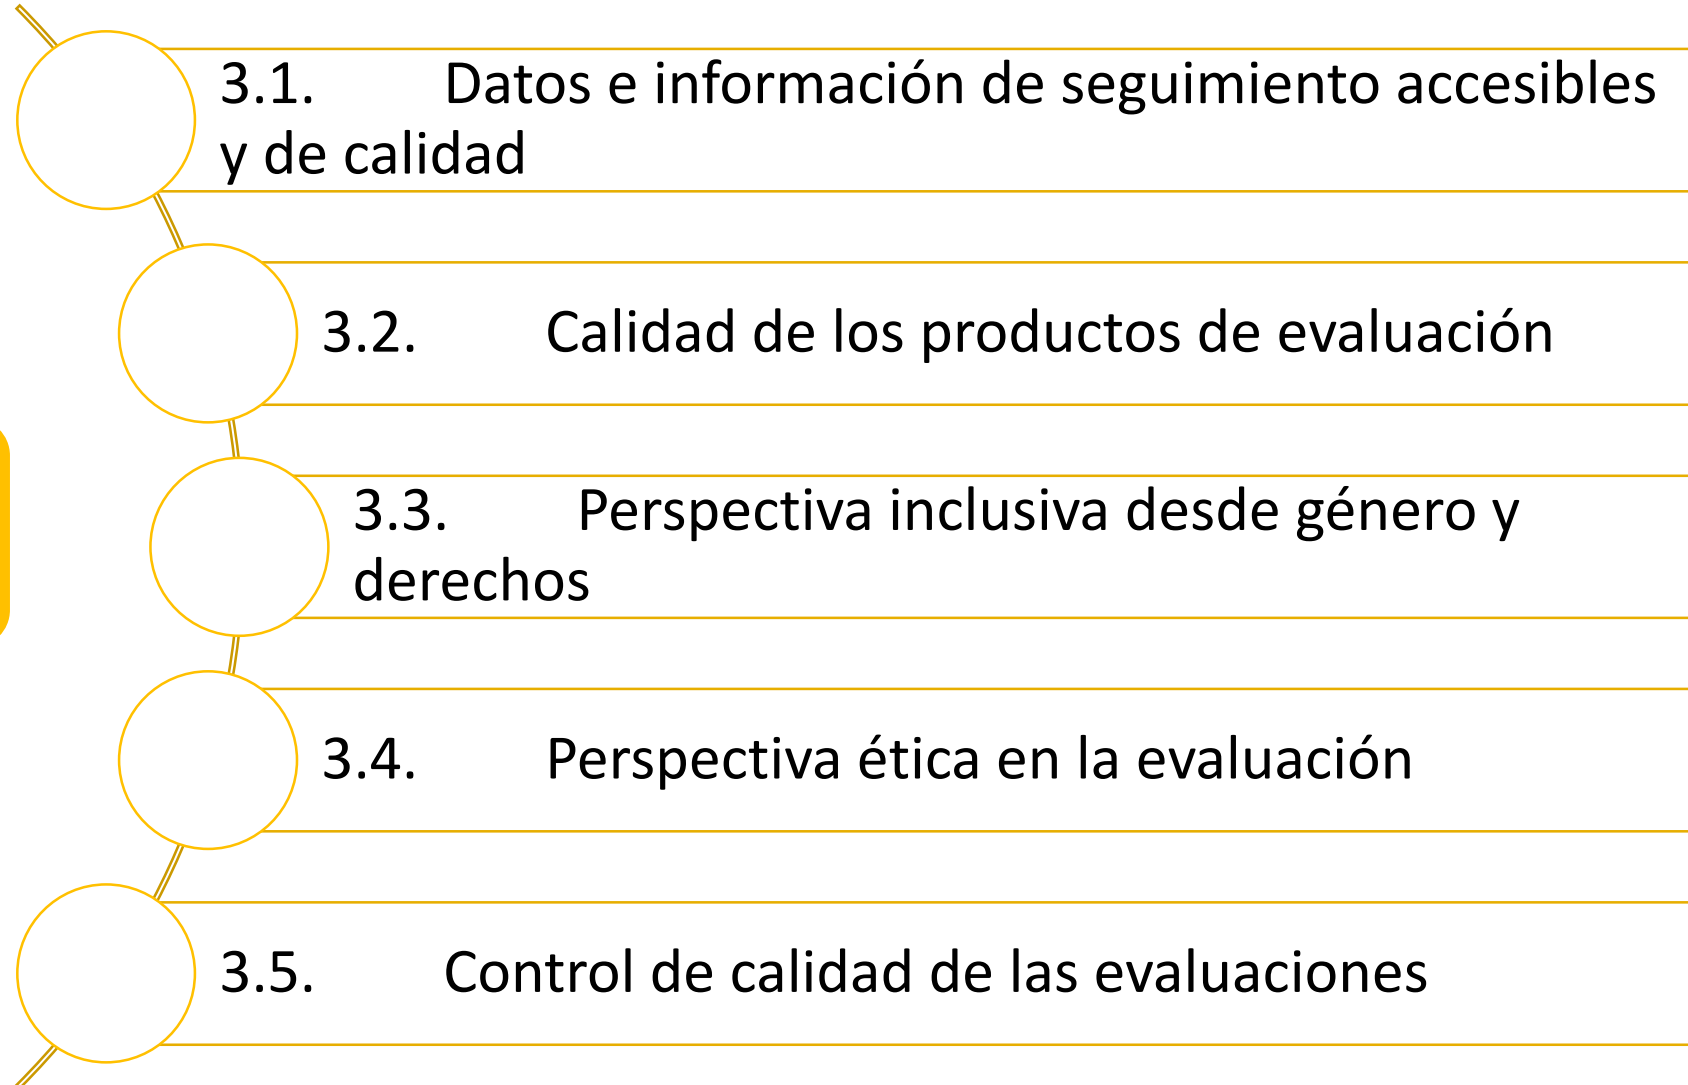 3.1. Datos e información de seguimiento accesibles
y de calidad
3.2. Calidad de los productos de evaluación
3.3. Perspectiva inclusiva desde género y
derechos
3.4. Perspectiva ética en la evaluación
3.5. Control de calidad de las evaluaciones